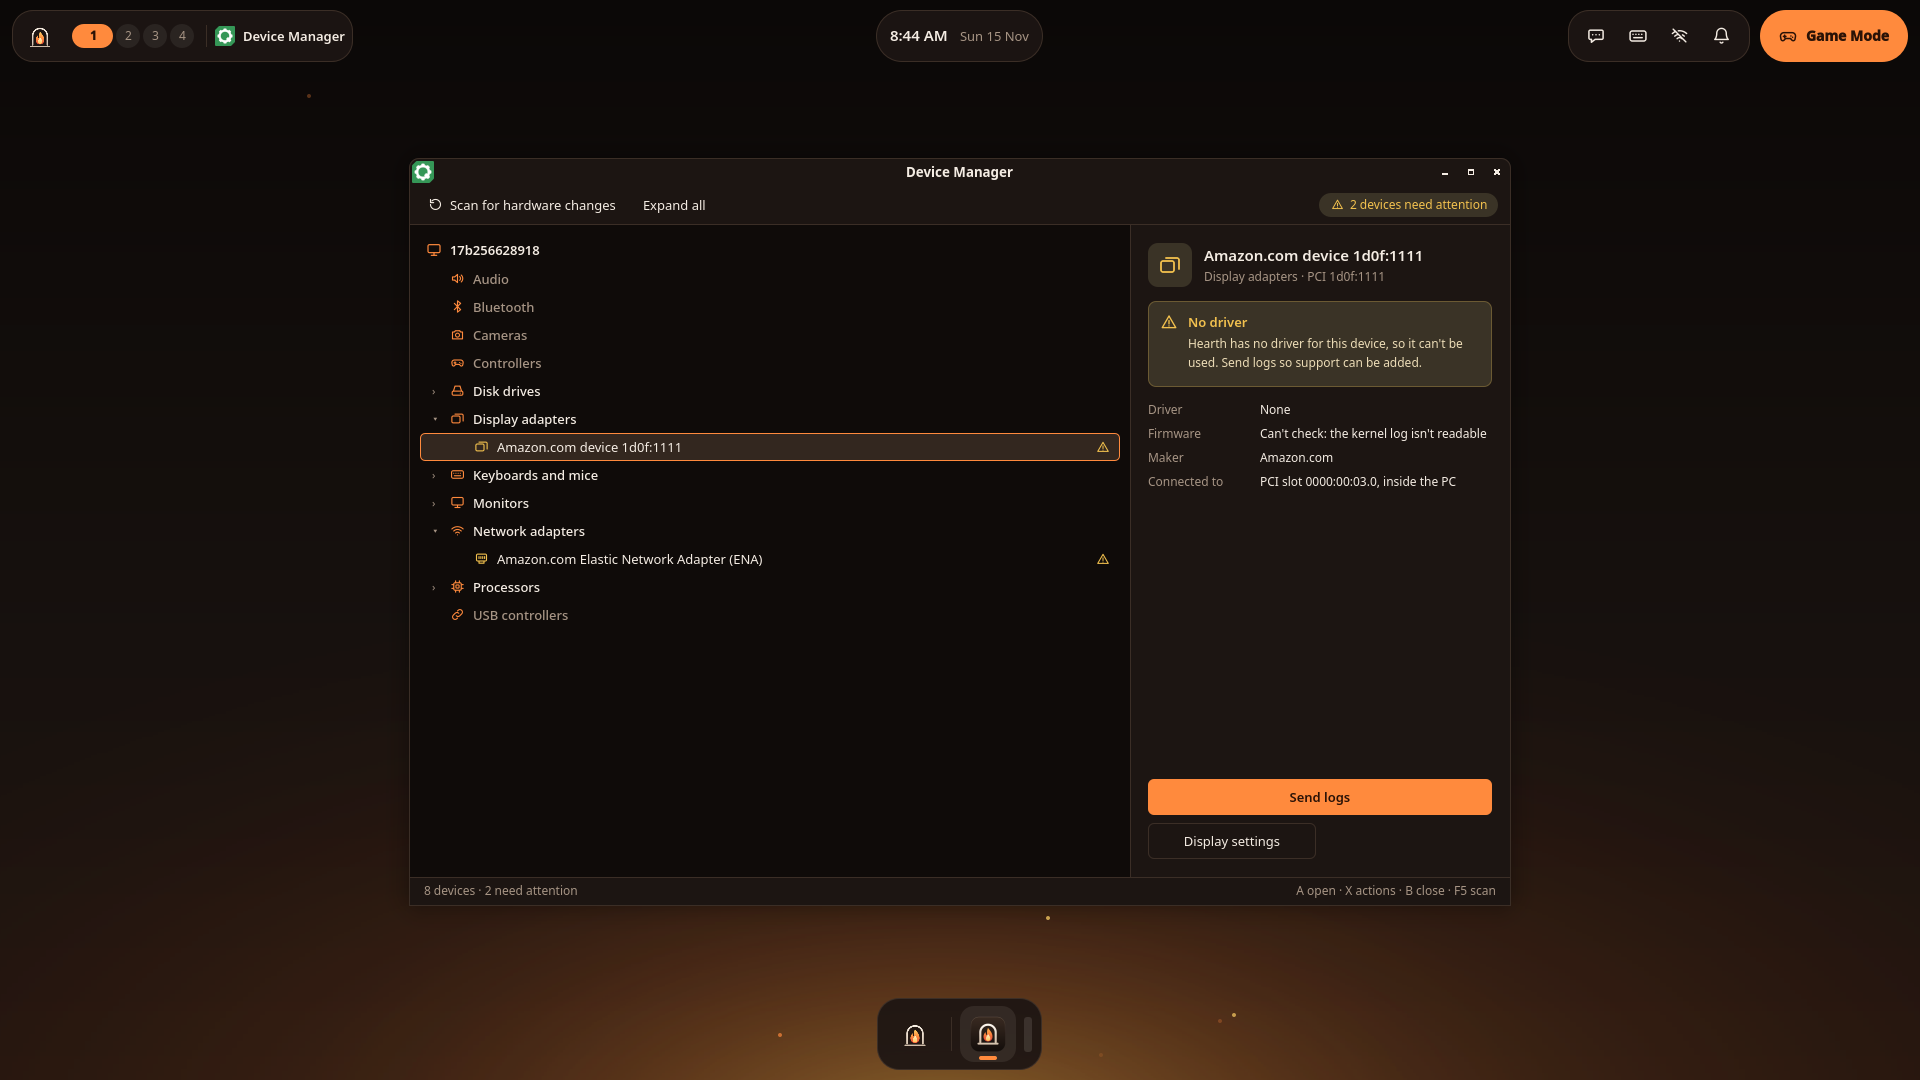 1 2 3 4 Device Manager
8:44 AM Sun 15 Nov
Game Mode
Device Manager
Scan for hardware changes Expand all
2 devices need attention
17b256628918
Audio
Bluetooth
Cameras
Controllers
Disk drives
Display adapters
Amazon.com device 1d0f:1111
Keyboards and mice
Monitors
Network adapters
Amazon.com Elastic Network Adapter (ENA)
Processors
USB controllers
Amazon.com device 1d0f:1111
Display adapters · PCI 1d0f:1111
No driver
Hearth has no driver for this device, so it can't be
used. Send logs so support can be added.
Driver None
Firmware Can't check: the kernel log isn't readable
Maker Amazon.com
Connected to PCI slot 0000:00:03.0, inside the PC
Send logs
Display settings
8 devices · 2 need attention
A open · X actions · B close · F5 scan